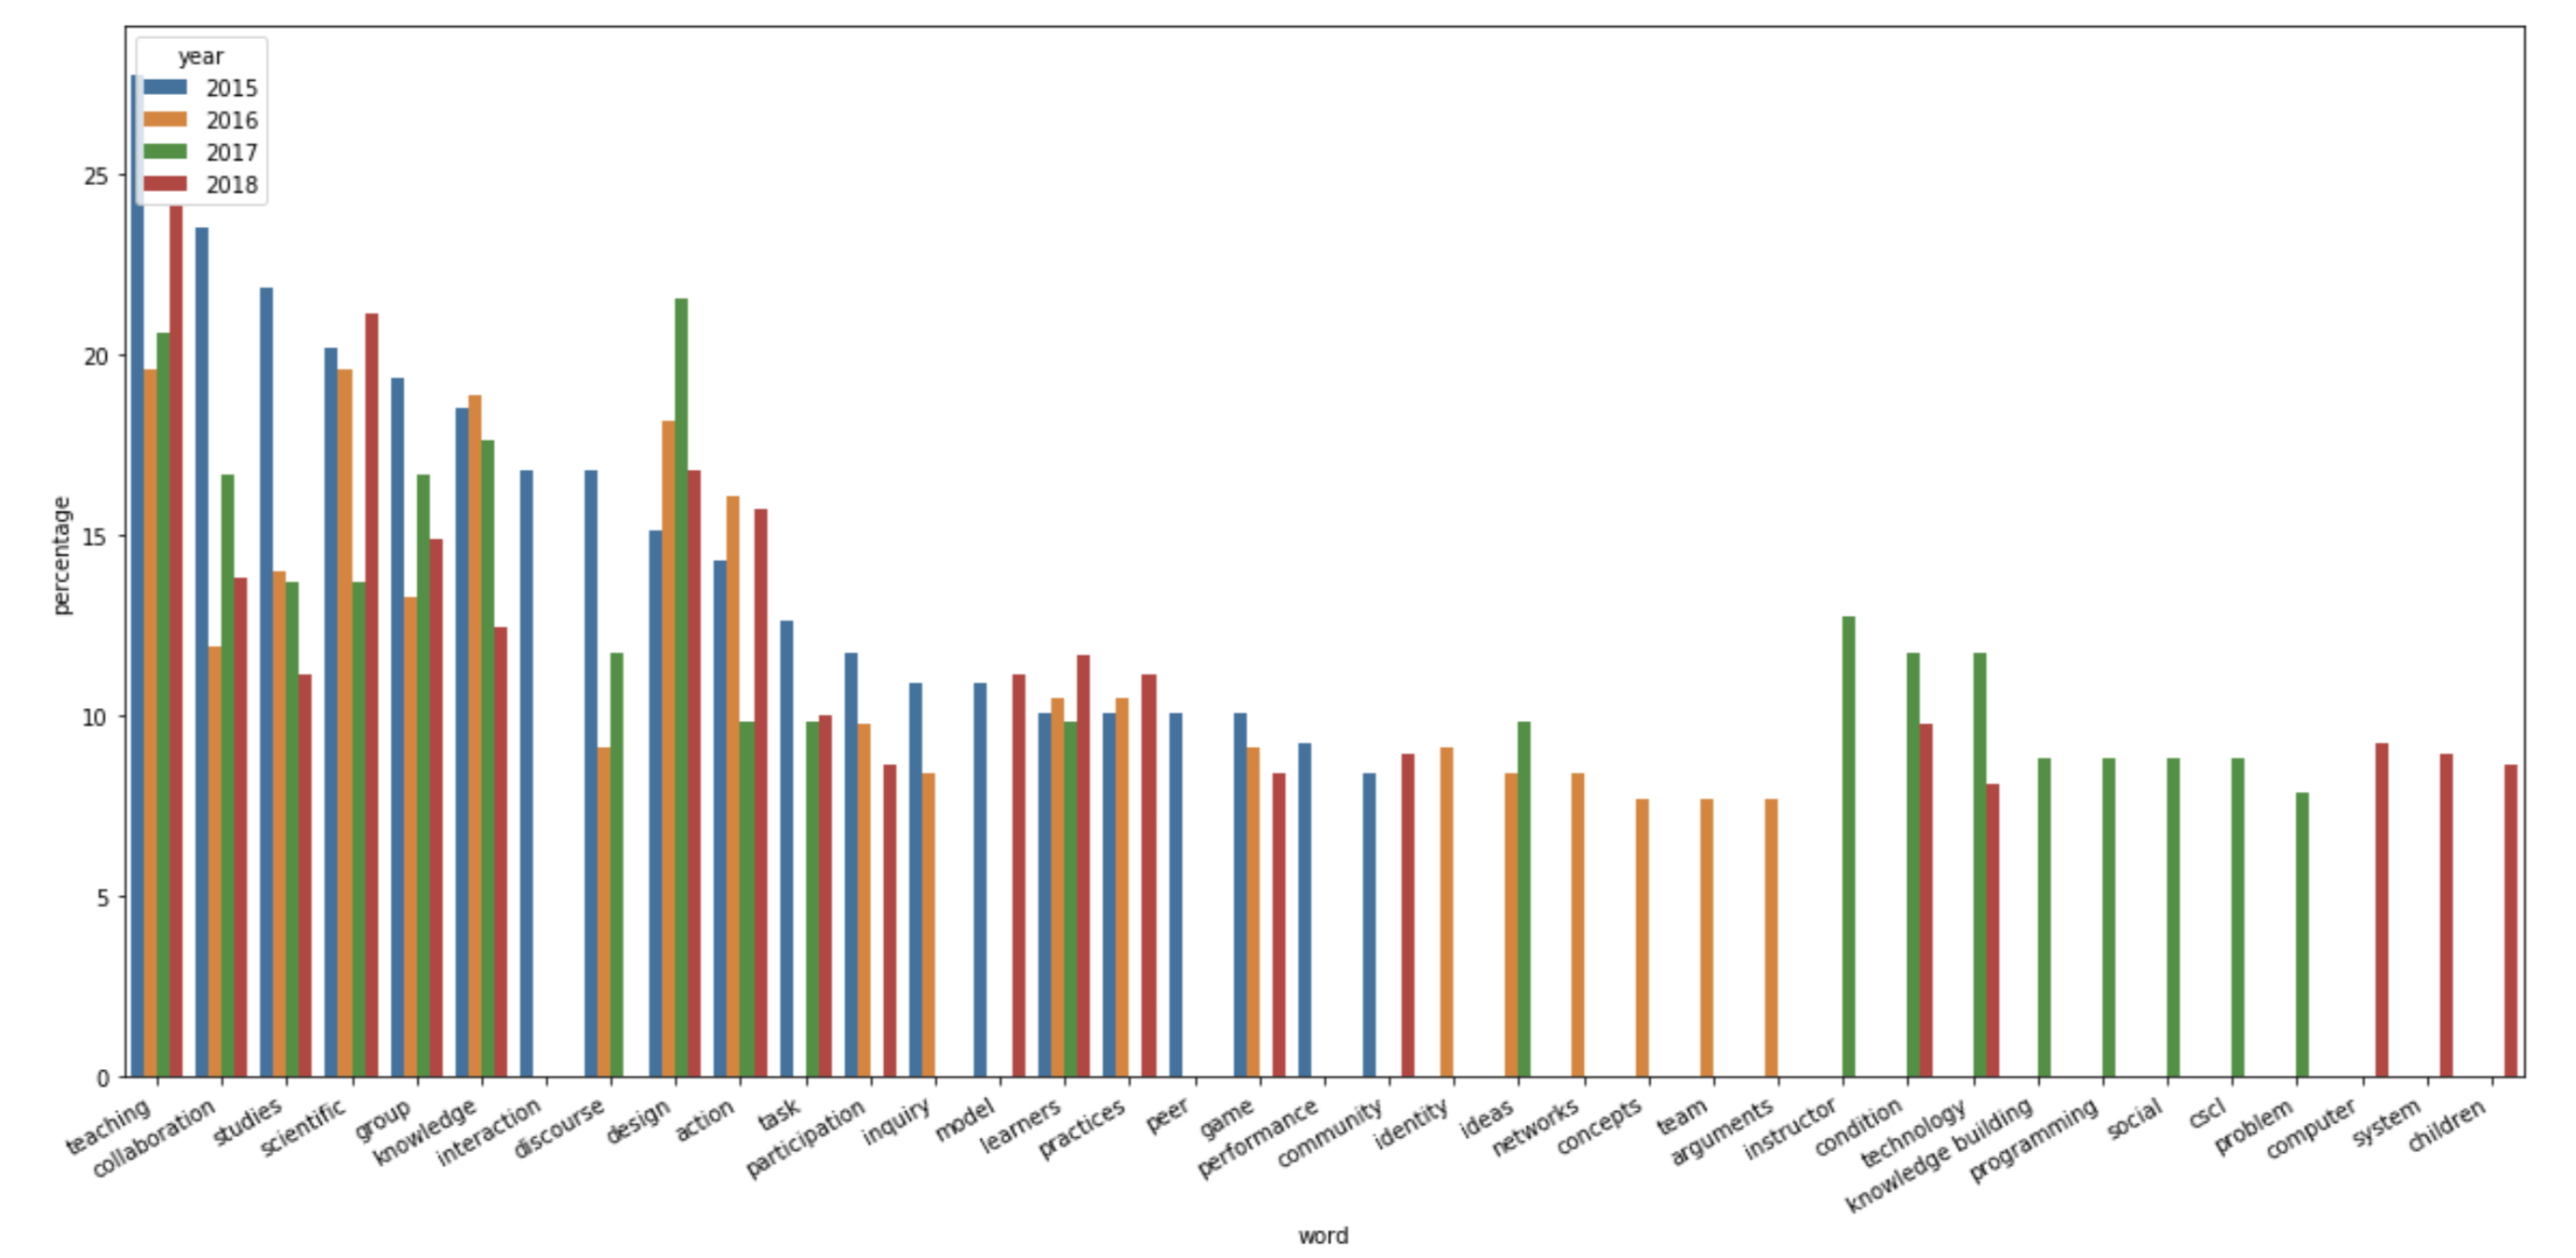 year
2015
2016
2017
2018
percentage
25
20
15
10
5
0
teaching
collaboration
studies
scientific
group
knowledge
interaction
discourse
design
action
task
participation
inquiry
model
learners
practices
peer
game
performance
community
identity
ideas
networks
concepts
team
arguments
instructor
condition
technology
knowledge building
programming
social
cscl
problem
computer
system
children
word